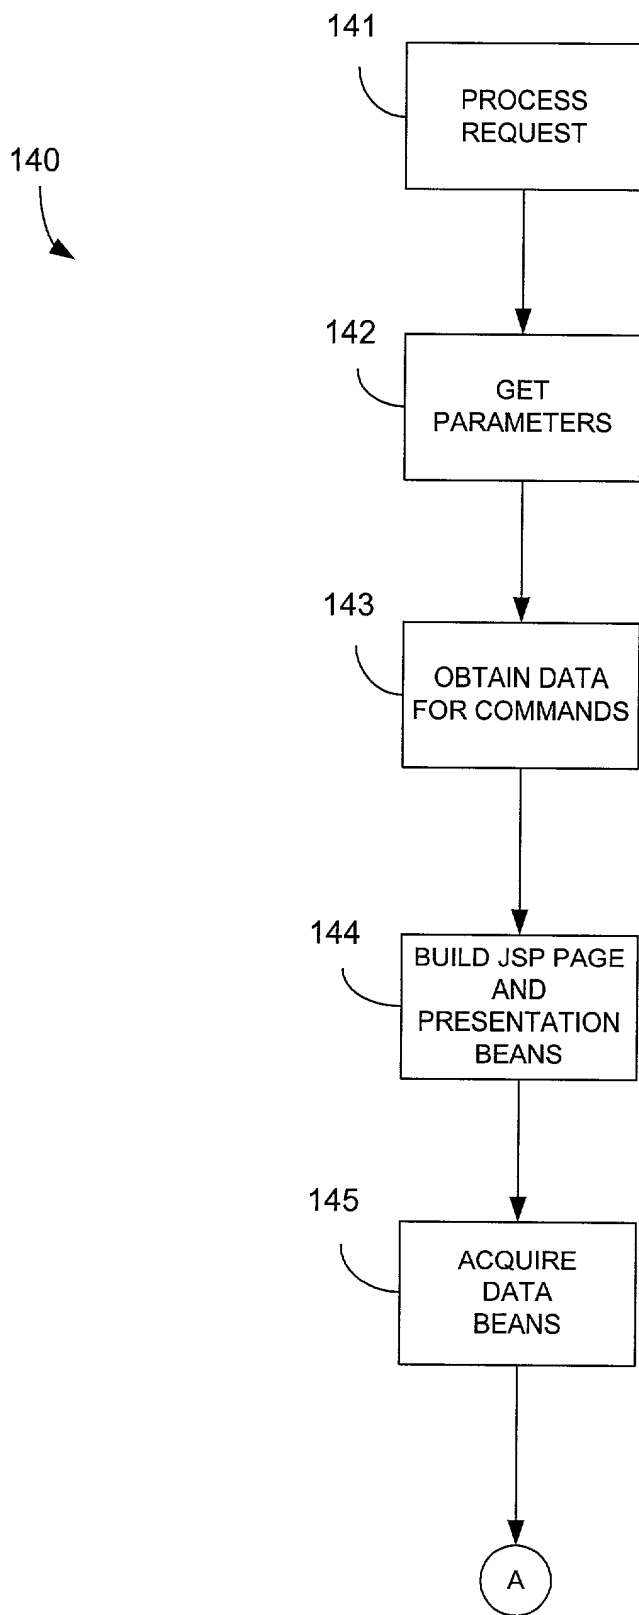 141
PROCESS
REQUEST
140
142
GET
PARAMETERS
143
OBTAIN DATA
FOR COMMANDS
144
BUILD JSP PAGE
AND
PRESENTATION
BEANS
145
ACQUIRE
DATA
BEANS
A